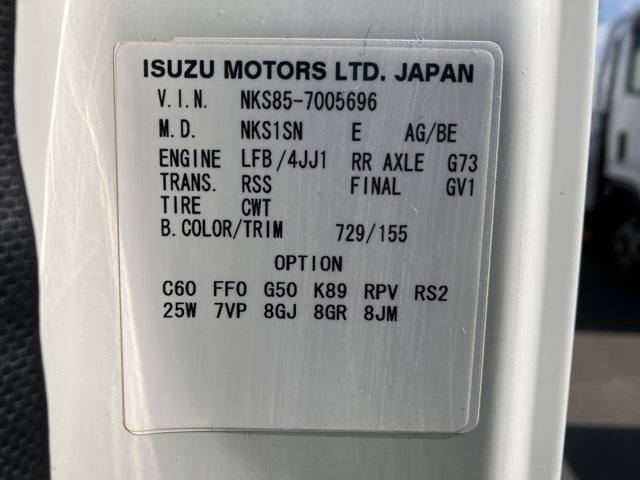 ISUZU MOTORS LTD. JAPAN
V.I.N. NKS85-7005696
M.D. NKS1SN E AG/BE
ENGINE LFB/4JJ1 RR AXLE G73
TRANS. RSS FINAL GV1
TIRE CWT
B.COLOR/TRIM 729/155
OPTION
C60 FF0 G50 K89 RPV RS2
25W 7VP 8GJ 8GR 8JM